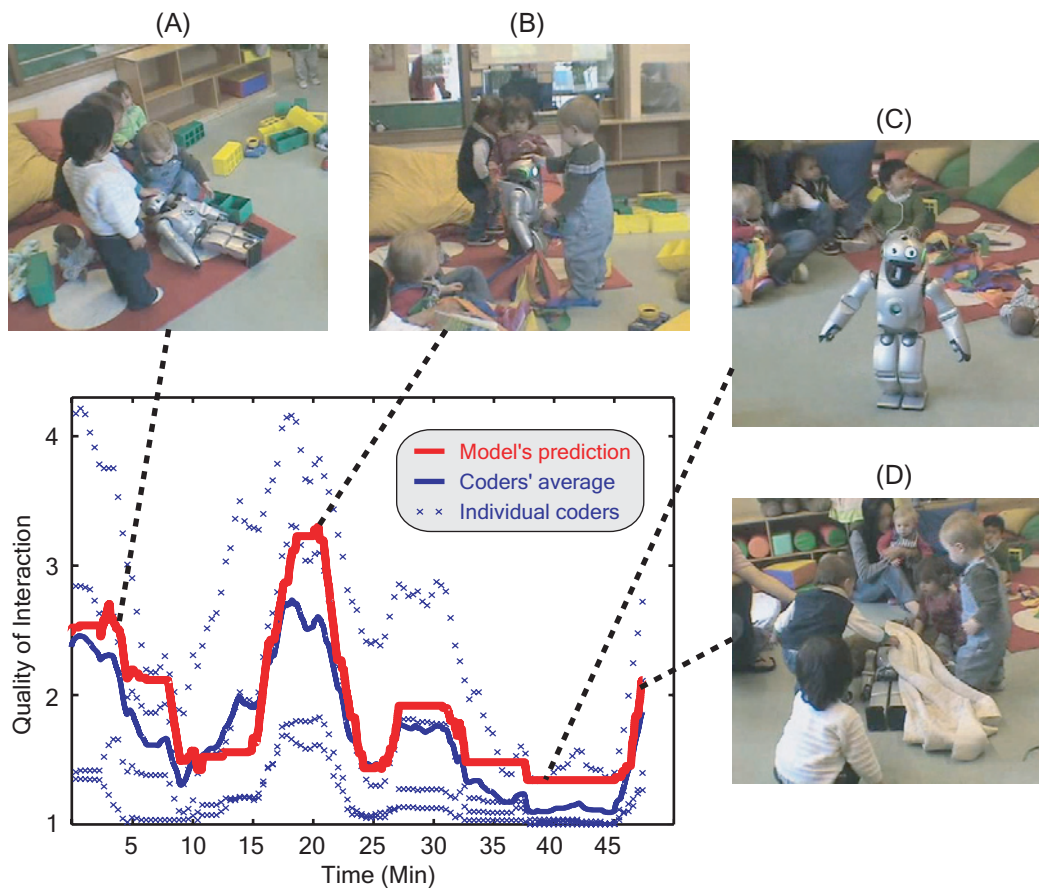 (A)
(B)
(C)
(D)
4
3
2
1
Quality of Interaction
Model's prediction
Coders' average
Individual coders
5 10 15 20 25 30 35 40 45
Time (Min)